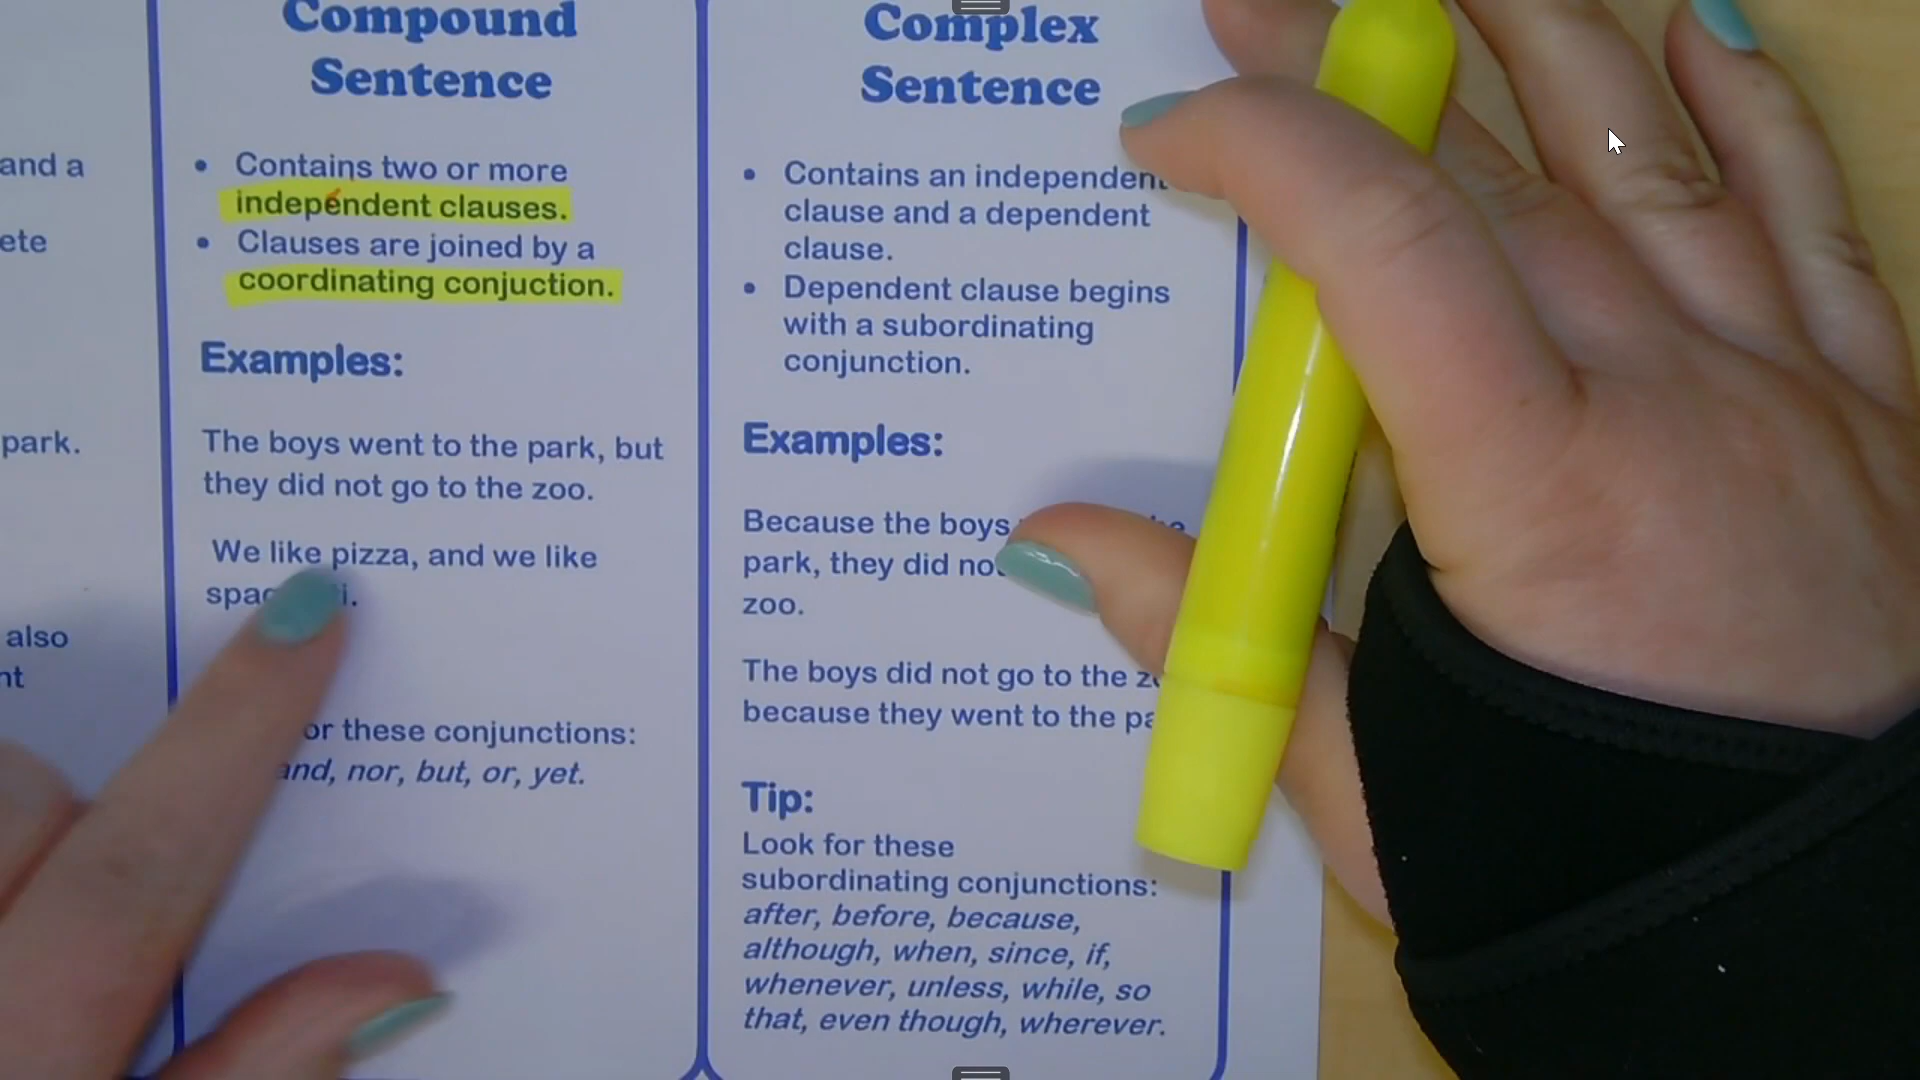 and a
ete
park.
also
nt
Compound
Sentence
• Contains two or more
independent clauses.
• Clauses are joined by a
coordinating conjuction.
Examples:
The boys went to the park, but
they did not go to the zoo.
We like pizza, and we like
or these conjunctions:
and, nor, but, or, yet.
Complex
Sentence
• Contains an independent
clause and a dependent
clause.
• Dependent clause begins
with a subordinating
conjunction.
Examples:
Because the boys
park, they did
zoo.
The boys did not go to the
because they went to the
Tip:
Look for these
subordinating conjunctions:
after, before, because,
although, when, since, if,
whenever, unless, while, so
that, even though, wherever.